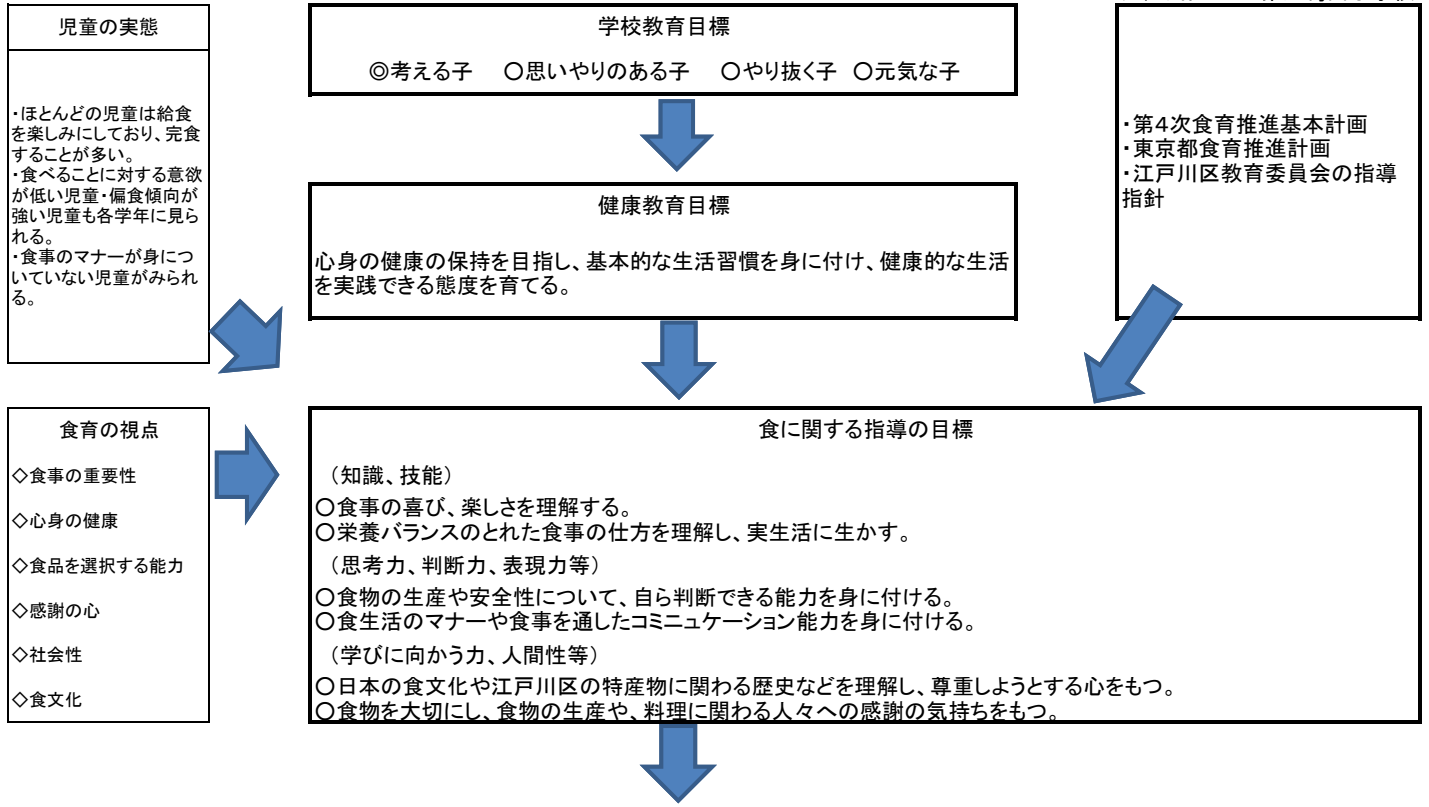 児童の実態
・ほとんどの児童は給食
を楽しみにしており、完食
することが多い。
・食べることに対する意欲
が低い児童・偏食傾向が
強い児童も各学年に見ら
れる。
・食事のマナーが身につ
いていない児童がみられ
る。
学校教育目標
◎考える子 〇思いやりのある子 〇やり抜く子 〇元気な子
健康教育目標
心身の健康の保持を目指し、基本的な生活習慣を身に付け、健康的な生活
を実践できる態度を育てる。
・第4次食育推進基本計画
・東京都食育推進計画
・江戸川区教育委員会の指導
指針
食育の視点
◇食事の重要性
◇心身の健康
◇食品を選択する能力
◇感謝の心
◇社会性
◇食文化
食に関する指導の目標
（知識、技能）
〇食事の喜び、楽しさを理解する。
〇栄養バランスのとれた食事の仕方を理解し、実生活に生かす。
（思考力、判断力、表現力等）
〇食物の生産や安全性について、自ら判断できる能力を身に付ける。
〇食生活のマナーや食事を通したコミニュケーション能力を身に付ける。
（学びに向かう力、人間性等）
〇日本の食文化や江戸川区の特産物に関わる歴史などを理解し、尊重しようとする心をもつ。
〇食物を大切にし、食物の生産や、料理に関わる人々への感謝の気持ちをもつ。